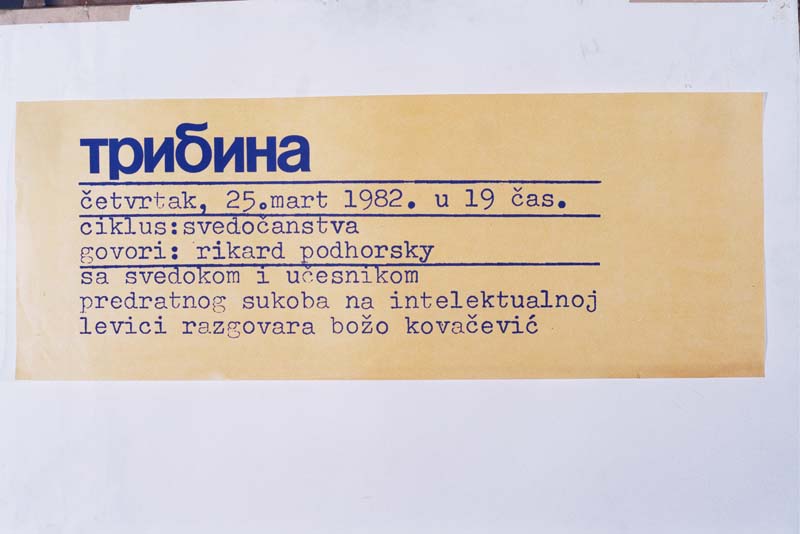 трибина
četvrtak, 25.mart 1982. u 19 čas.
ciklus:svedočanstva
govori: rikard podhorsky
sa svedokom i učesnikom
predratnog sukoba na intelektualnoj
levici razgovara božo kovačević